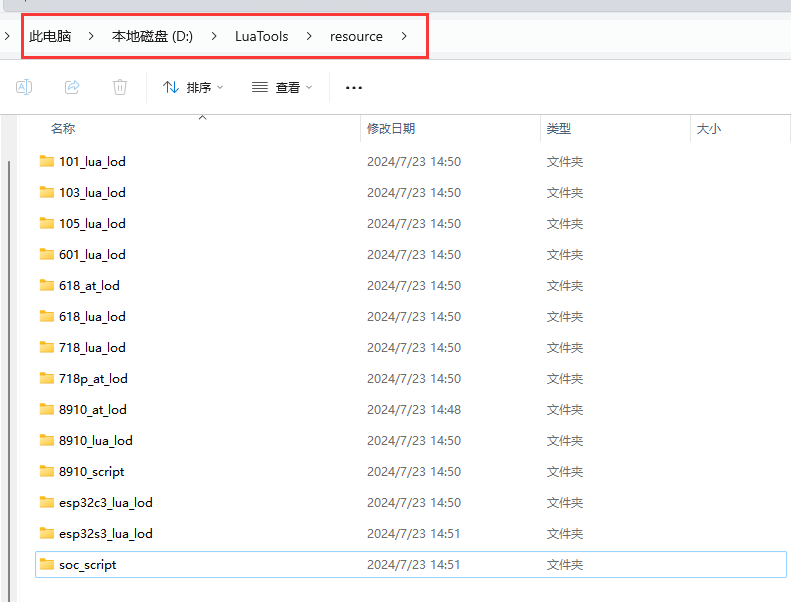 此电脑 > 本地磁盘 (D:) > LuaTools > resource >
排序 查看 ...
名称 修改日期 类型 大小
101_lua_lod 2024/7/23 14:50 文件夹
103_lua_lod 2024/7/23 14:50 文件夹
105_lua_lod 2024/7/23 14:50 文件夹
601_lua_lod 2024/7/23 14:50 文件夹
618_at_lod 2024/7/23 14:50 文件夹
618_lua_lod 2024/7/23 14:50 文件夹
718_lua_lod 2024/7/23 14:50 文件夹
718p_at_lod 2024/7/23 14:50 文件夹
8910_at_lod 2024/7/23 14:48 文件夹
8910_lua_lod 2024/7/23 14:50 文件夹
8910_script 2024/7/23 14:50 文件夹
esp32c3_lua_lod 2024/7/23 14:50 文件夹
esp32s3_lua_lod 2024/7/23 14:51 文件夹
soc_script 2024/7/23 14:51 文件夹